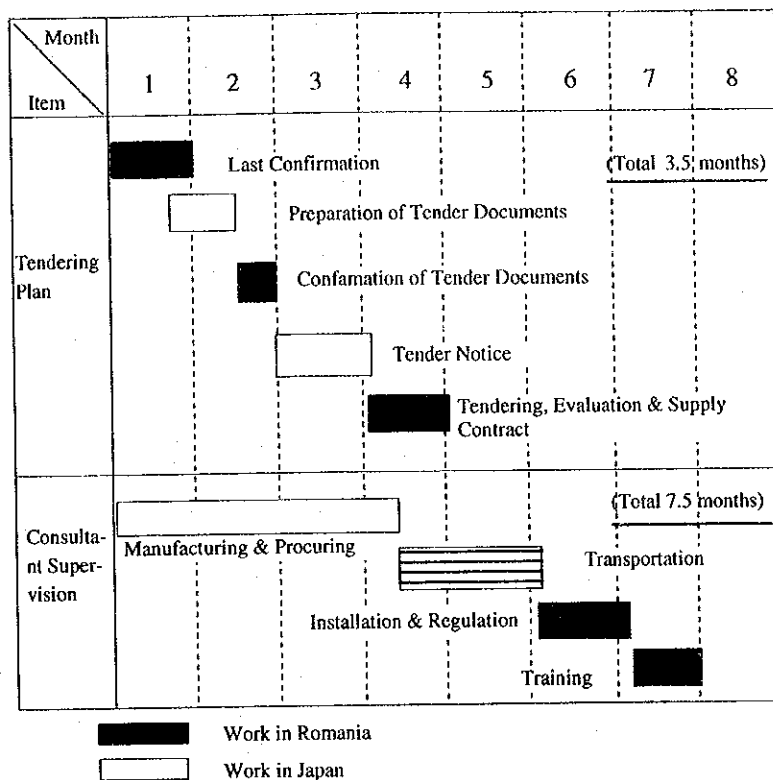 Month
Item
1 2 3 4 5 6 7 8
Last Confirmation
(Total 3.5 months)
Preparation of Tender Documents
Tendering
Plan
Confamation of Tender Documents
Tender Notice
Tendering, Evaluation & Supply
Contract
(Total 7.5 months)
Consulta-
nt Super-
vision
Manufacturing & Procuring
Transportation
Installation & Regulation
Training
Work in Romania
Work in Japan